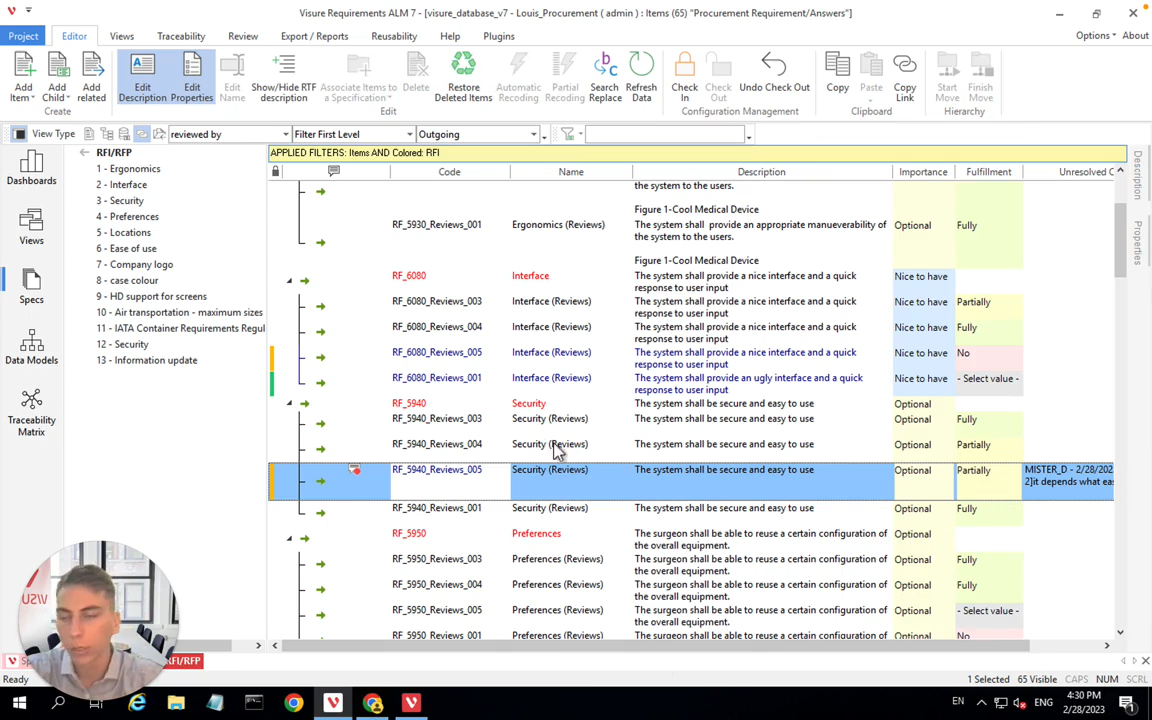 Visure Requirements ALM 7 - [visure_database_v7 - Louis_Procurement ( admin ) : Items (65) "Procurement Requirement/Answers"]
Project Editor Views Traceability Review Export / Reports Reusability Help Plugins Options About
Add Item Add Child Add related Edit Description Edit Properties Edit Name Show/Hide RTF description Associate Items to a Specification Delete Restore Deleted Items Automatic Recording Partial Recording Search Replace Refresh Data Check In Check Out Undo Check Out Copy Paste Copy Link Start Move Finish Move
Create Edit Configuration Management Clipboard Hierarchy
View Type reviewed by Filter First Level Outgoing
RFI/RFP APPLIED FILTERS: Items AND Colored: RFI
Code Name Description Importance Fulfillment Unresolved C
Dashboards
Views
Specs
Data Models
Traceability Matrix
1 - Ergonomics
2 - Interface
3 - Security
4 - Preferences
5 - Locations
6 - Ease of use
7 - Company logo
8 - case colour
9 - HD support for screens
10 - Air transportation - maximum sizes
11 - IATA Container Requirements Regul
12 - Security
13 - Information update
the system to the users.
Figure 1-Cool Medical Device
RF_5930_Reviews_001 Ergonomics (Reviews) The system shall  provide an appropriate manueverability of Optional Fully
the system to the users.
Figure 1-Cool Medical Device
RF_6080 Interface The system shall provide a nice interface and a quick Nice to have
response to user input
RF_6080_Reviews_003 Interface (Reviews) The system shall provide a nice interface and a quick Nice to have Partially
response to user input
RF_6080_Reviews_004 Interface (Reviews) The system shall provide a nice interface and a quick Nice to have Fully
response to user input
RF_6080_Reviews_005 Interface (Reviews) The system shall provide a nice interface and a quick Nice to have No
response to user input
RF_6080_Reviews_001 Interface (Reviews) The system shall provide an ugly interface and a quick Nice to have - Select value -
response to user input
RF_5940 Security The system shall be secure and easy to use Optional
RF_5940_Reviews_003 Security (Reviews) The system shall be secure and easy to use Optional Fully
RF_5940_Reviews_004 Security (Reviews) The system shall be secure and easy to use Optional Partially
RF_5940_Reviews_005 Security (Reviews) The system shall be secure and easy to use Optional Partially MISTER_D - 2/28/202
2]it depends what eas
RF_5940_Reviews_001 Security (Reviews) The system shall be secure and easy to use Optional Fully
RF_5950 Preferences The surgeon shall be able to reuse a certain configuration of Optional
the overall equipment.
RF_5950_Reviews_003 Preferences (Reviews) The surgeon shall be able to reuse a certain configuration of Optional Fully
the overall equipment.
RF_5950_Reviews_004 Preferences (Reviews) The surgeon shall be able to reuse a certain configuration of Optional Fully
the overall equipment.
RF_5950_Reviews_005 Preferences (Reviews) The surgeon shall be able to reuse a certain configuration of Optional - Select value -
the overall equipment.
RF_5950_Reviews_001 Preferences (Reviews) The surgeon shall be able to reuse a certain configuration of Optional No
Description
Properties
RFI/RFP
Ready 1 Selected 65 Visible CAP NUM SCRL
EN ENG 4:30 PM
2/28/2023